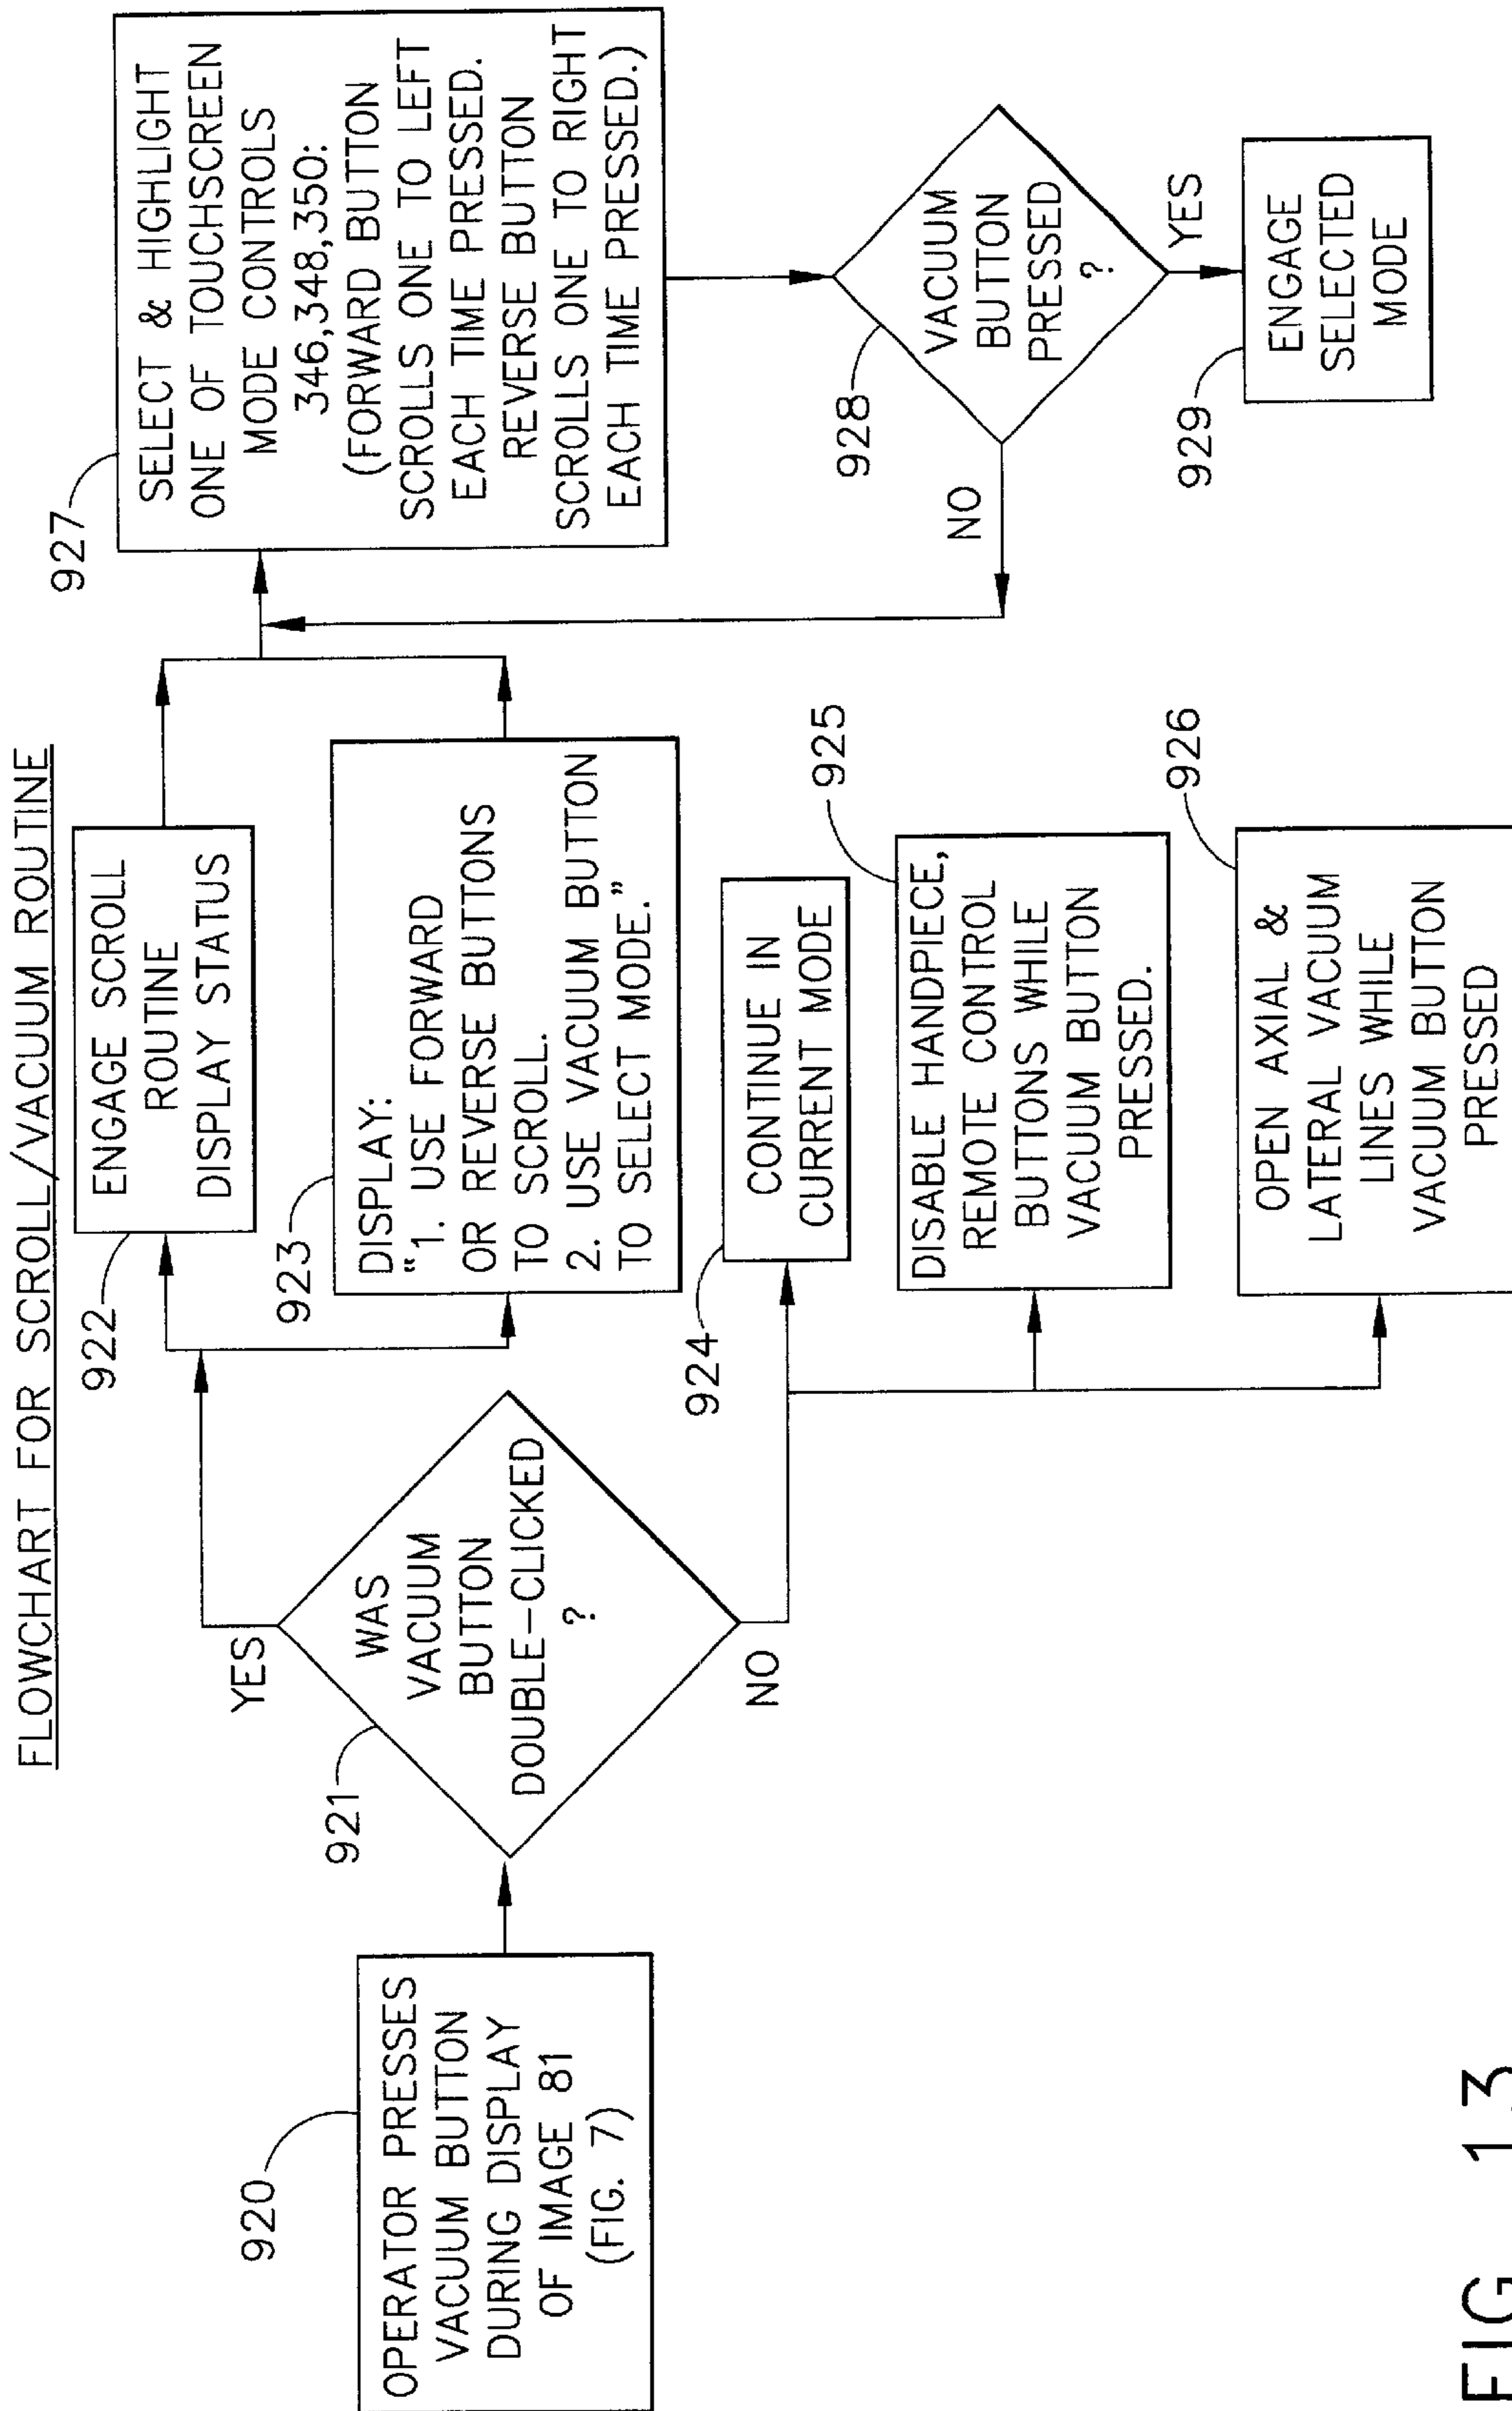 FLOWCHART FOR SCROLL/VACUUM ROUTINE
920
OPERATOR PRESSES
VACUUM BUTTON
DURING DISPLAY
OF IMAGE 81
(FIG. 7)
921
WAS
VACUUM
BUTTON
DOUBLE-CLICKED
?
YES
NO
922
ENGAGE SCROLL
ROUTINE
DISPLAY STATUS
923
DISPLAY:
"1. USE FORWARD
OR REVERSE BUTTONS
TO SCROLL.
2. USE VACUUM BUTTON
TO SELECT MODE."
924
CONTINUE IN
CURRENT MODE
925
DISABLE HANDPIECE,
REMOTE CONTROL
BUTTONS WHILE
VACUUM BUTTON
PRESSED.
926
OPEN AXIAL &
LATERAL VACUUM
LINES WHILE
VACUUM BUTTON
PRESSED
927
SELECT & HIGHLIGHT
ONE OF TOUCHSCREEN
MODE CONTROLS
346,348,350:
(FORWARD BUTTON
SCROLLS ONE TO LEFT
EACH TIME PRESSED.
REVERSE BUTTON
SCROLLS ONE TO RIGHT
EACH TIME PRESSED.)
928
VACUUM
BUTTON
PRESSED
?
NO
YES
929
ENGAGE
SELECTED
MODE
FIG. 13